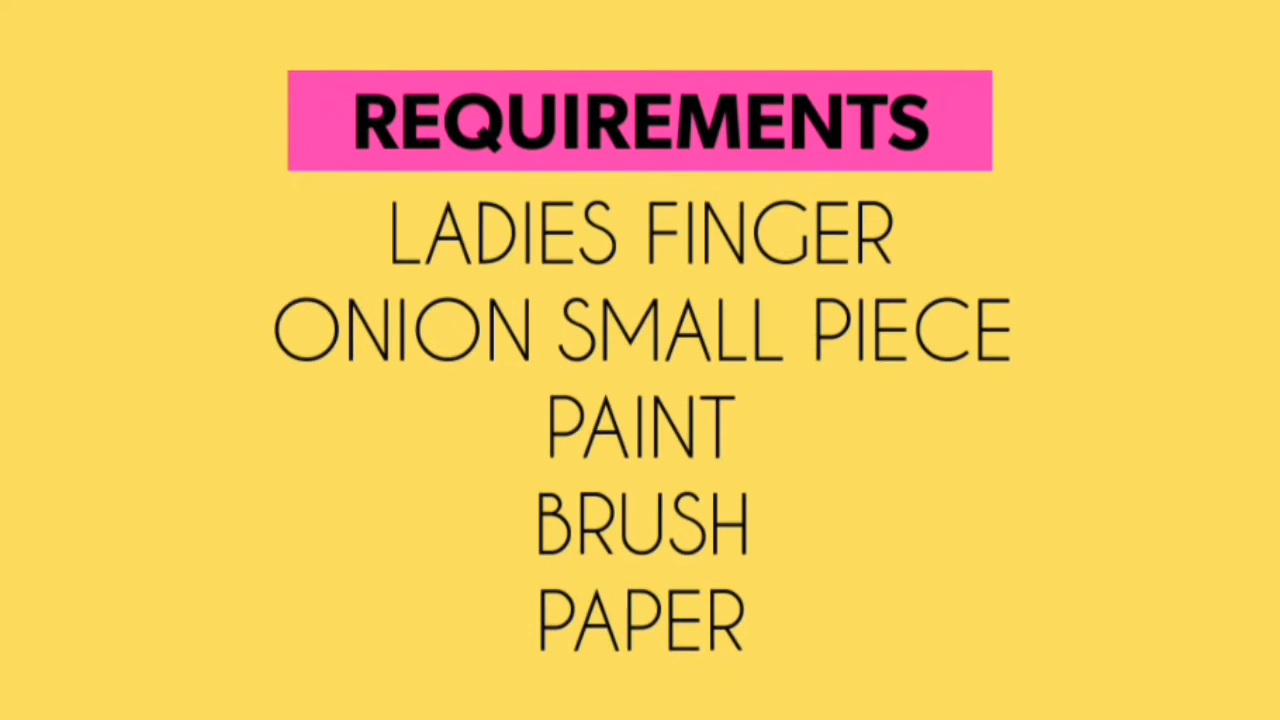 REQUIREMENTS
LADIES FINGER
ONION SMALL PIECE
PAINT
BRUSH
PAPER